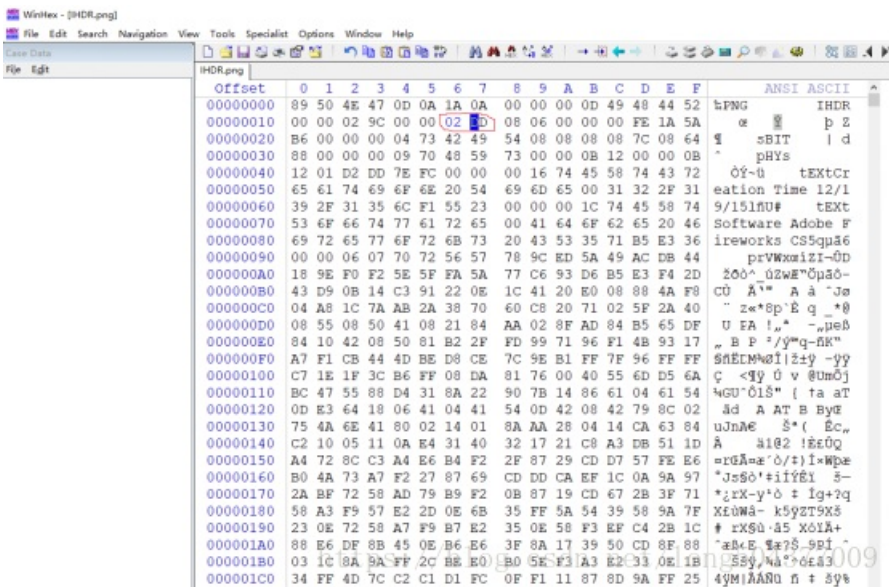 WinHex - [IHDR.png]
File Edit Search Navigation View Tools Specialist Options Window Help
Case Data
File Edit
IHDR.png
Offset 0 1 2 3 4 5 6 7 8 9 A B C D E F ANSI ASCII
00000000 89 50 4E 47 0D 0A 1A 0A 00 00 00 0D 49 48 44 52 ‰PNG IHDR
00000010 00 00 02 9C 00 00 02 DD 08 06 00 00 00 FE 1A 5A œ Ý þ Z
00000020 B6 00 00 00 04 73 42 49 54 08 08 08 08 7C 08 64 ¶ sBIT | d
00000030 88 00 00 00 09 70 48 59 73 00 00 0B 12 00 00 0B ˆ pHYs
00000040 12 01 D2 DD 7E FC 00 00 00 16 74 45 58 74 43 72 ÒÝ~ü tEXtCr
00000050 65 61 74 69 6F 6E 20 54 69 6D 65 00 31 32 2F 31 eation Time 12/1
00000060 39 2F 31 35 6C F1 55 23 00 00 00 1C 74 45 58 74 9/15lñU# tEXt
00000070 53 6F 66 74 77 61 72 65 00 41 64 6F 62 65 20 46 Software Adobe F
00000080 69 72 65 77 6F 72 6B 73 20 43 53 35 71 B5 E3 36 ireworks CS5qµã6
00000090 00 00 06 07 70 72 56 57 78 9C ED 5A 49 AC DB 44 prVWxœíZI¬ÛD
000000A0 18 9E F0 F2 5E 5F FA 5A 77 C6 93 D6 B5 E3 F4 2D
000000B0 43 D9 0B 14 C3 91 22 0E 1C 41 20 E0 08 88 4A F8
000000C0 04 A8 1C 7A AB 2A 38 70 60 C8 20 71 02 5F 2A 40
000000D0 08 55 08 50 41 08 21 84 AA 02 8F AD 84 B5 65 DF
000000E0 84 10 42 08 50 81 B2 2F FD 99 71 96 F1 4B 93 17
000000F0 A7 F1 CB 44 4D BE D8 CE 7C 9E B1 FF 7F 96 FF FF
00000100 C7 1E 1F 3C B6 FF 08 DA 81 76 00 40 55 6D D5 6A
00000110 BC 47 55 88 D4 31 8A 22 90 7B 14 86 61 04 61 54
00000120 0D E3 64 18 06 41 04 41 54 0D 42 08 42 79 8C 02
00000130 75 4A 6E 41 80 02 14 01 8A AA 28 04 14 CA 63 84
00000140 C2 10 05 11 0A E4 31 40 32 17 21 C8 A3 DB 51 1D
00000150 A4 72 8C C3 A4 E6 B4 F2 2F 87 29 CD D7 57 FE E6
00000160 B0 4A 73 A7 F2 27 87 69 CD DD CA EF 1C 0A 9A 97
00000170 2A BF 72 58 AD 79 B9 F2 0B 87 19 CD 67 2B 3F 71
00000180 58 A3 F9 57 E2 2D 0E 6B 35 FF 5A 54 39 58 9A 7F
00000190 23 0E 72 58 A7 F9 B7 E2 35 0E 58 F3 EF C4 2B 1C
000001A0 88 E6 DF 8B 45 0E B6 E6 3F 8A 17 39 50 CD 8F 8B
000001B0 03 1C 8A 9A FF 2C BE E0 B0 5E F3 A3 E2 33 0E 1B
000001C0 34 FF 4D 7C C2 C1 D1 FC 0F F1 11 87 8D 9A FF 25